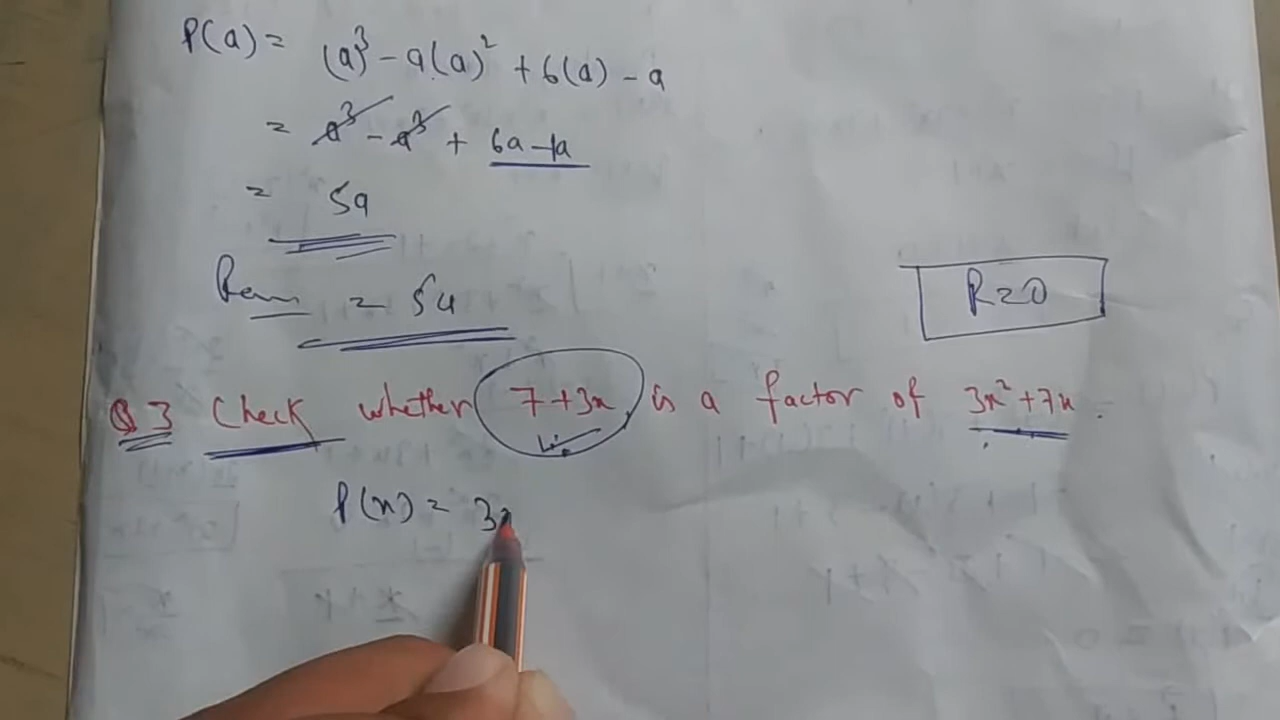 P(a) = (a)³ - a(a)² + 6(a) - a
= a³ - a³ + 6a - 1a
= 5a
Rem = 5a
R=0
Q3 Check whether 7+3x is a factor of 3x²+7x.
P(x) = 3x